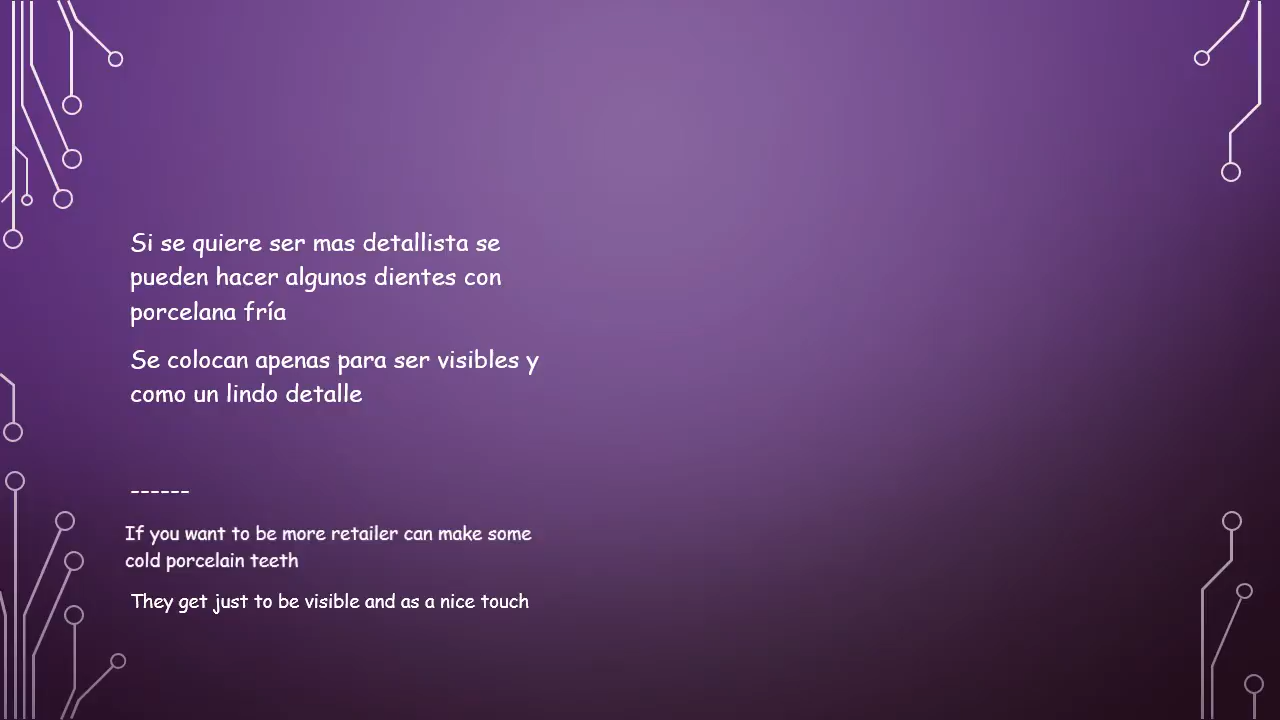 Si se quiere ser mas detallista se
pueden hacer algunos dientes con
porcelana fría
Se colocan apenas para ser visibles y
como un lindo detalle
------
If you want to be more retailer can make some
cold porcelain teeth
They get just to be visible and as a nice touch